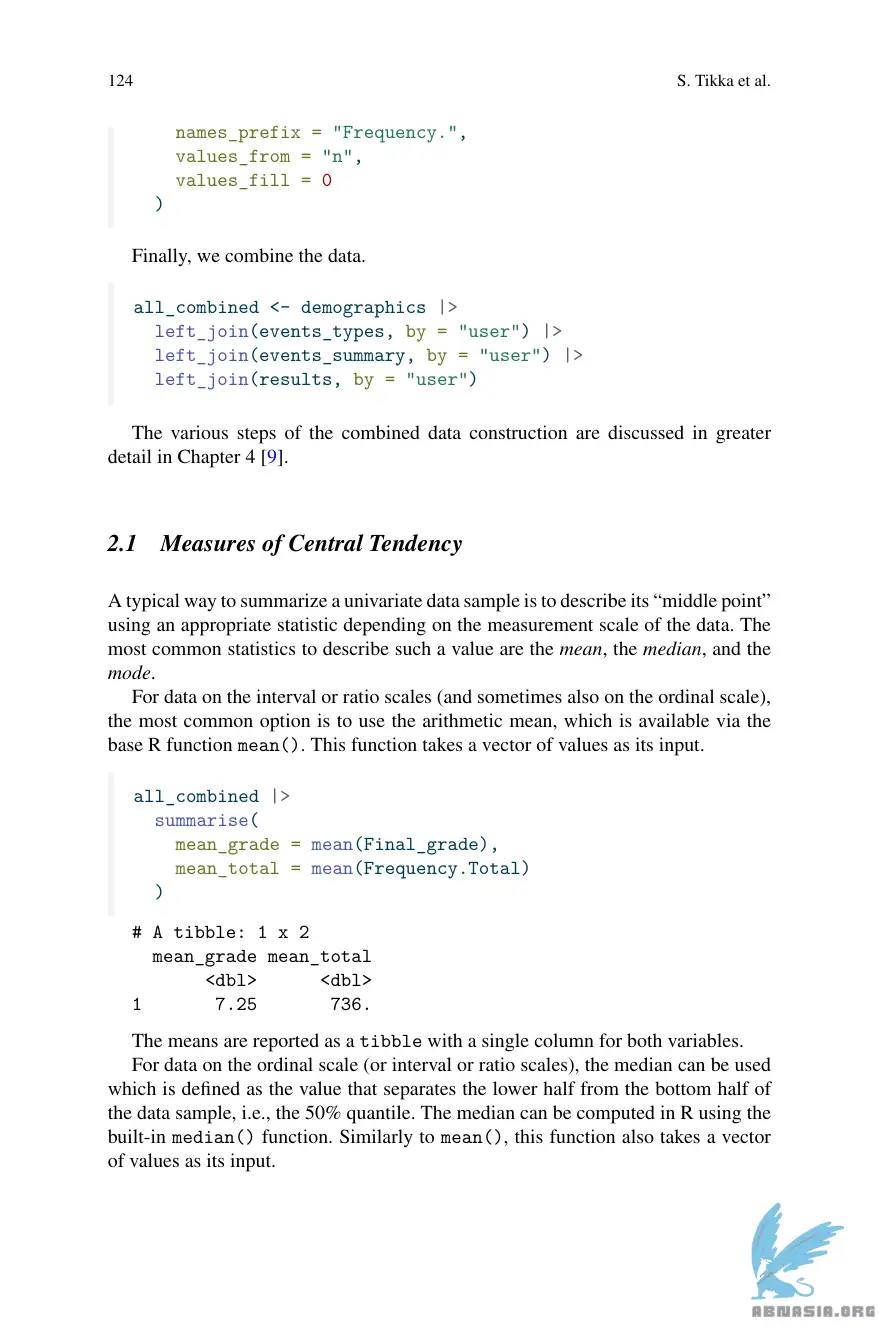 124 S. Tikka et al.
names_prefix = "Frequency.",
values_from = "n",
values_fill = 0
)
Finally, we combine the data.
all_combined <- demographics |>
left_join(events_types, by = "user") |>
left_join(events_summary, by = "user") |>
left_join(results, by = "user")
The various steps of the combined data construction are discussed in greater
detail in Chapter 4 [9].
2.1 Measures of Central Tendency
A typical way to summarize a univariate data sample is to describe its “middle point”
using an appropriate statistic depending on the measurement scale of the data. The
most common statistics to describe such a value are the mean, the median, and the
mode.
For data on the interval or ratio scales (and sometimes also on the ordinal scale),
the most common option is to use the arithmetic mean, which is available via the
base R function mean(). This function takes a vector of values as its input.
all_combined |>
summarise(
mean_grade = mean(Final_grade),
mean_total = mean(Frequency.Total)
)
# A tibble: 1 x 2
mean_grade mean_total
<dbl> <dbl>
1 7.25 736.
The means are reported as a tibble with a single column for both variables.
For data on the ordinal scale (or interval or ratio scales), the median can be used
which is defined as the value that separates the lower half from the bottom half of
the data sample, i.e., the 50% quantile. The median can be computed in R using the
built-in median() function. Similarly to mean(), this function also takes a vector
of values as its input.
ABNASIA.ORG